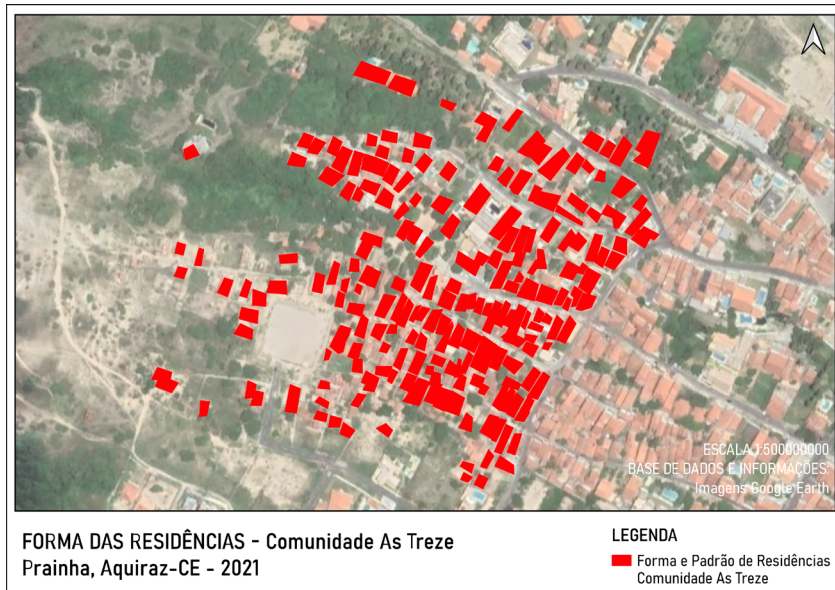 ESCALA 1:500000000
BASE DE DADOS E INFORMAÇÕES:
Imagens Google Earth
FORMA DAS RESIDÊNCIAS - Comunidade As Treze
Prainha, Aquiraz-CE - 2021
LEGENDA
Forma e Padrão de Residências
Comunidade As Treze